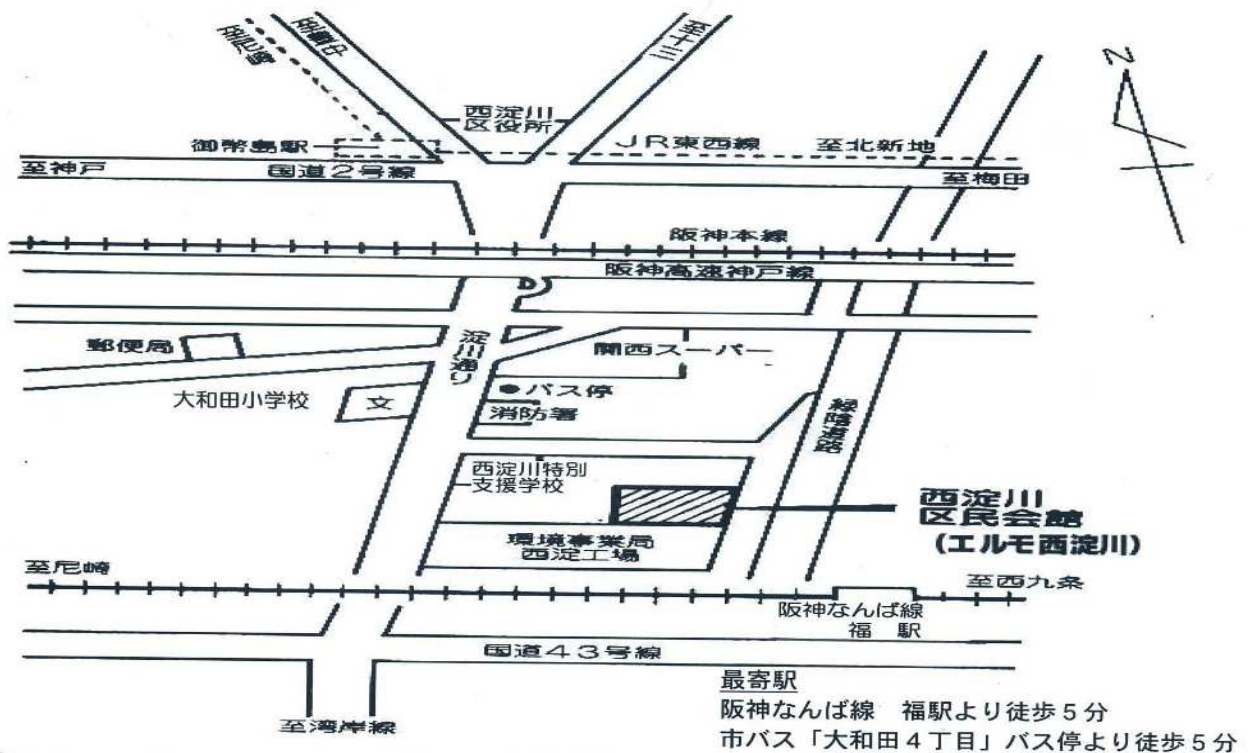 至豊中
至尼崎
至十三
N
西淀川
区役所
御幣島駅
JR東西線
至北新地
至神戸
国道2号線
至梅田
阪神本線
阪神高速神戸線
郵便局
淀川通り
関西スーパー
大和田小学校
文
バス停
消防署
緑陰道路
西淀川特別
支援学校
西淀川
区民会館
(エルモ西淀川)
環境事業局
西淀工場
至尼崎
至西九条
阪神なんば線
福 駅
国道43号線
至湾岸線
最寄駅
阪神なんば線 福駅より徒歩5分
市バス「大和田4丁目」バス停より徒歩5分